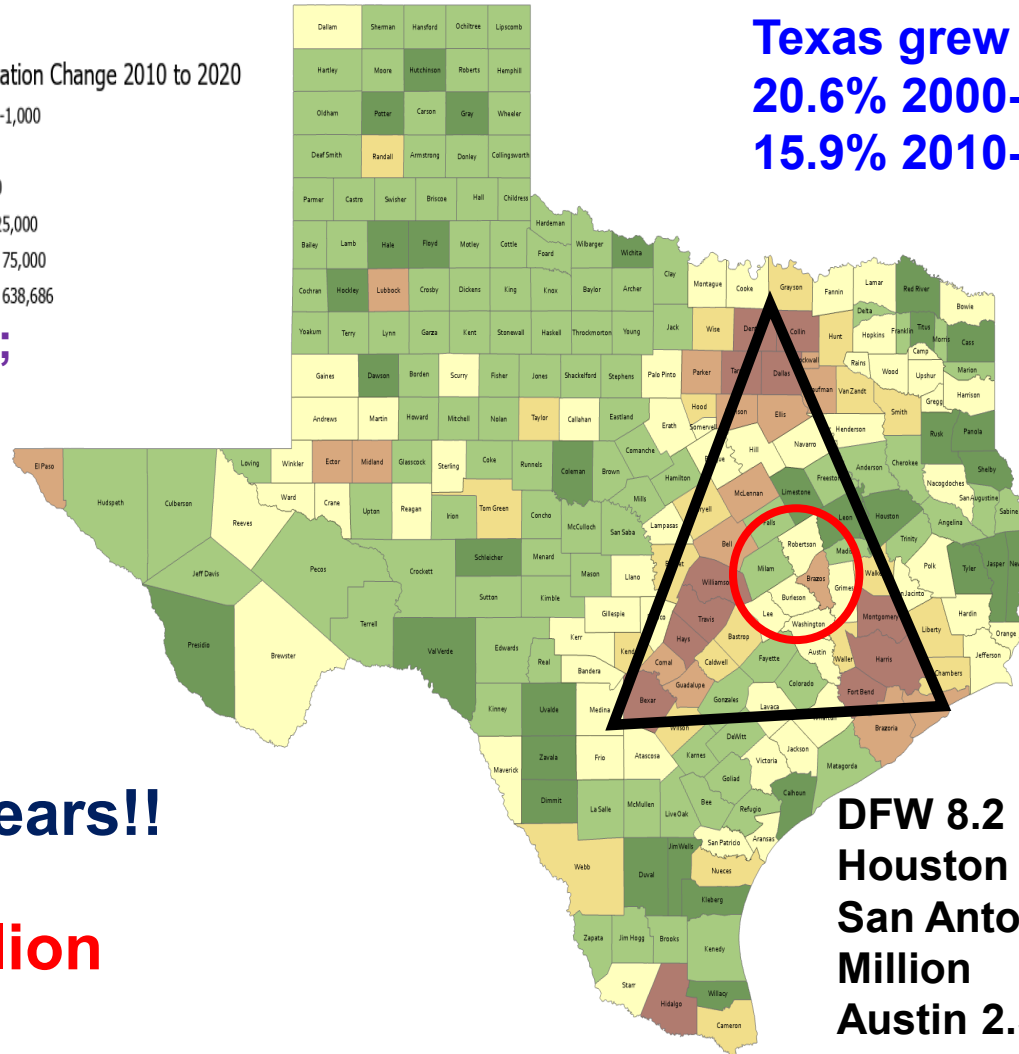 Texas grew
20.6% 2000-
15.9% 2010-
ation Change 2010 to 2020
-1,000
25,000
75,000
638,686
;
Dallam Sherman Hansford Ochiltree Lipscomb
Hartley Moore Hutchinson Roberts Hemphill
Oldham Potter Carson Gray Wheeler
Deaf Smith Randall Armstrong Donley Collingsworth
Parmer Castro Swisher Briscoe Hall Childress
Hardeman
Bailey Lamb Hale Floyd Motley Cottle Foard Wilbarger Wichita
Clay Montague Cooke Grayson Fannin Lamar Red River Bowie
Cochran Hockley Lubbock Crosby Dickens King Knox Baylor Archer
Delta Franklin Titus Morris Cass
Yoakum Terry Lynn Garza Kent Stonewall Haskell Throckmorton Young Jack Wise Den Collin Hunt Hopkins
Camp Marion
Gaines Dawson Borden Scurry Fisher Jones Shackelford Stephens Palo Pinto Parker Tar Dallas ockwall aufman Van Zandt Rains Wood Upshur
Gregg Harrison
Andrews Martin Howard Mitchell Nolan Taylor Callahan Eastland Erath Hood Somervell son Ellis Henderson Smith Rusk Panola
El Paso Hudspeth Culberson Loving Winkler Ector Midland Glasscock Sterling Coke Runnels Coleman Brown Comanche Hamilton Hill Navarro Anderson Cherokee Shelby
Reeves Ward Crane Upton Reagan Irion Tom Green Concho McCulloch Mills San Saba Lampasas ryell McLennan Limestone Freeston Leon Houston Nacogdoches San Augustine Sabine
Angelina Trinity
Jeff Davis Pecos Crockett Schleicher Menard Mason Llano Bell Falls Robertson Madi Walk Polk Tyler Jasper New
Presidio Brewster Terrell Sutton Kimble Gillespie Williamso Milam Brazos Grimes n Jacinto Hardin
Val Verde Edwards Kerr Travis Burleson Lee Washington Montgomery Liberty Orange
Real Bandera Kend Hays Bastrop Austin Waller Harris Jefferson
Comal Caldwell Fayette Chambers
Kinney Uvalde Medina Bexar Guadalupe Gonzales Colorado Fort Bend
Lavaca Wilson Brazoria
Maverick Zavala Frio Atascosa Karnes DeWitt Victoria Jackson Matagorda
Goliad Calhoun
Dimmit La Salle McMullen Live Oak Bee Refugio
San Patricio Aransas
Webb Duval Jim Wells Nueces
Kleberg
Zapata Jim Hogg Brooks Kenedy
Starr Hidalgo Willacy
Cameron
ears!!
lion
DFW 8.2
Houston
San Anto
Million
Austin 2.